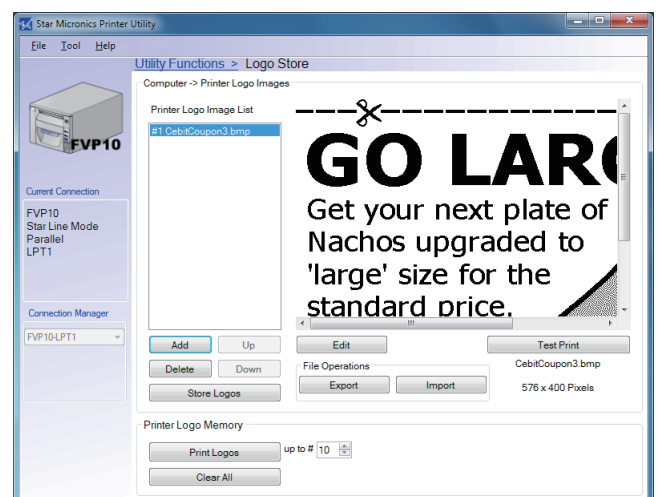 Star Micronics Printer Utility
File Tool Help
Utility Functions > Logo Store
FVP10
Current Connection
FVP10
Star Line Mode
Parallel
LPT1
Connection Manager
FVP10-LPT1
Computer -> Printer Logo Images
Printer Logo Image List
#1 CebitCoupon3.bmp
GO LARG
Get your next plate of
Nachos upgraded to
'large' size for the
standard price.
Add
Up
Edit
Test Print
Delete
Down
File Operations
CebitCoupon3.bmp
Store Logos
Export
Import
576 x 400 Pixels
Printer Logo Memory
Print Logos
up to # 10
Clear All